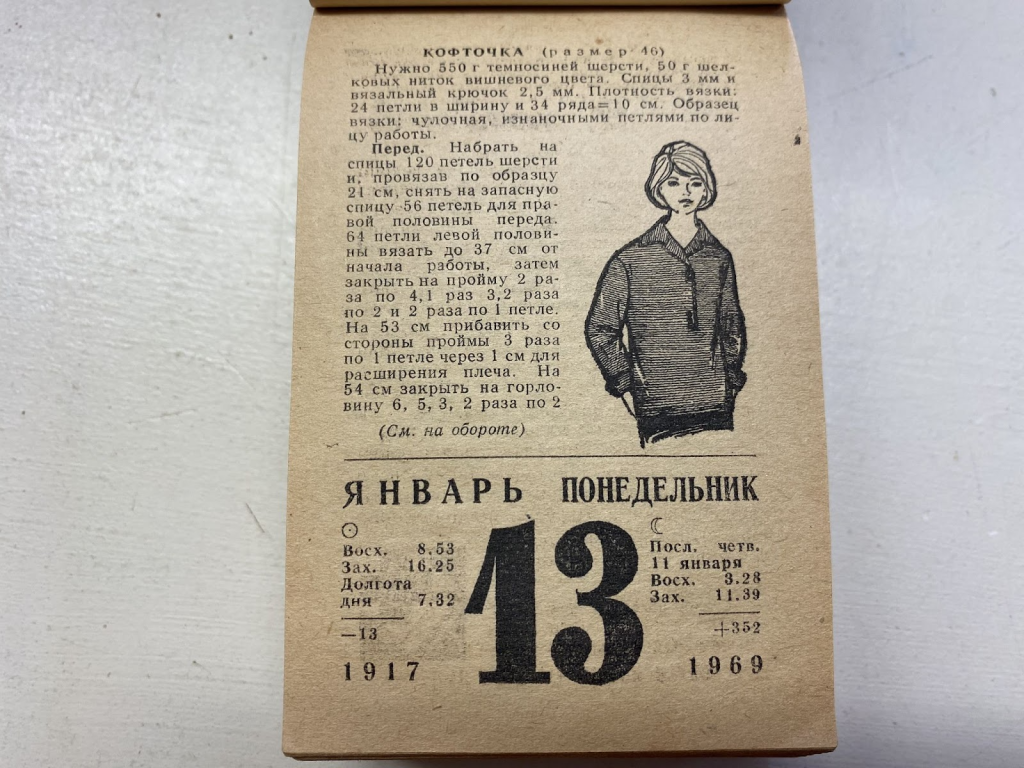 КОФТОЧКА (размер 46)
Нужно 550 г темносиней шерсти, 50 г шел-
ковых ниток вишневого цвета. Спицы 3 мм и
вязальный крючок 2,5 мм. Плотность вязки:
24 петли в ширину и 34 ряда=10 см. Образец
вязки: чулочная, изнаночными петлями по ли-
цу работы.
Перед. Набрать на
спицы 120 петель шерсти
и, провязав по образцу
21 см, снять на запасную
спицу 56 петель для пра-
вой половины переда.
64 петли левой полови-
ны вязать до 37 см от
начала работы, затем
закрыть на пройму 2 ра-
за по 4,1 раз 3,2 раза
по 2 и 2 раза по 1 петле.
На 53 см прибавить со
стороны проймы 3 раза
по 1 петле через 1 см для
расширения плеча. На
54 см закрыть на горло-
вину 6, 5, 3, 2 раза по 2
(См. на обороте)
ЯНВАРЬ ПОНЕДЕЛЬНИК
Восх. 8.53
Зах. 16.25
Долгота
дня 7.32
—13
1917
13
Посл. четв.
11 января
Восх. 3.28
Зах. 11.39
+352
1969